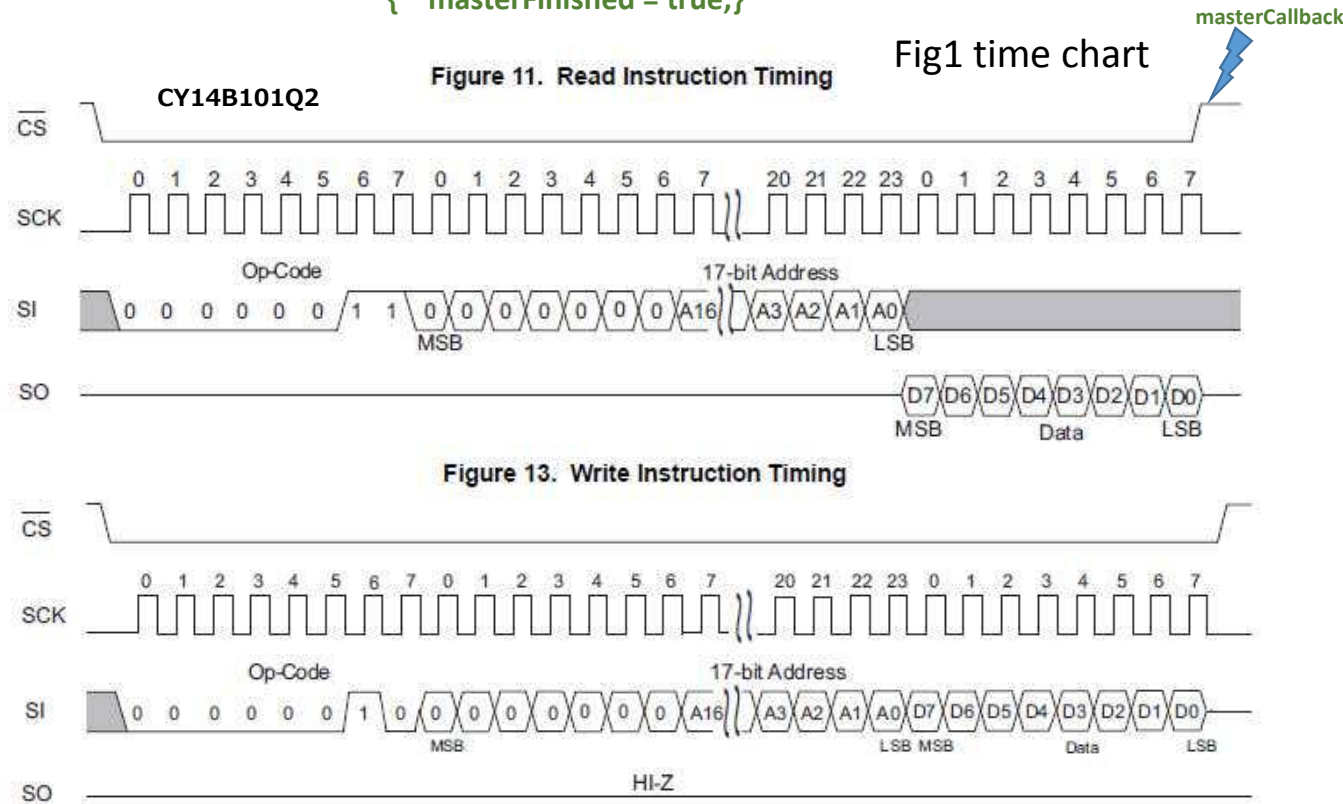 { masterFinished = true;}
masterCallback
Fig1 time chart
Figure 11. Read Instruction Timing
CY14B101Q2
CS
0 1 2 3 4 5 6 7 0 1 2 3 4 5 6 7 20 21 22 23 0 1 2 3 4 5 6 7
SCK
Op-Code 17-bit Address
SI 0 0 0 0 0 0 1 1 0 0 0 0 0 0 0 A16 A3 A2 A1 A0
MSB LSB
SO D7 D6 D5 D4 D3 D2 D1 D0
MSB Data LSB
Figure 13. Write Instruction Timing
CS
0 1 2 3 4 5 6 7 0 1 2 3 4 5 6 7 20 21 22 23 0 1 2 3 4 5 6 7
SCK
Op-Code 17-bit Address
SI 0 0 0 0 0 0 1 0 0 0 0 0 0 0 0 A16 A3 A2 A1 A0 D7 D6 D5 D4 D3 D2 D1 D0
MSB LSB MSB Data LSB
HI-Z
SO